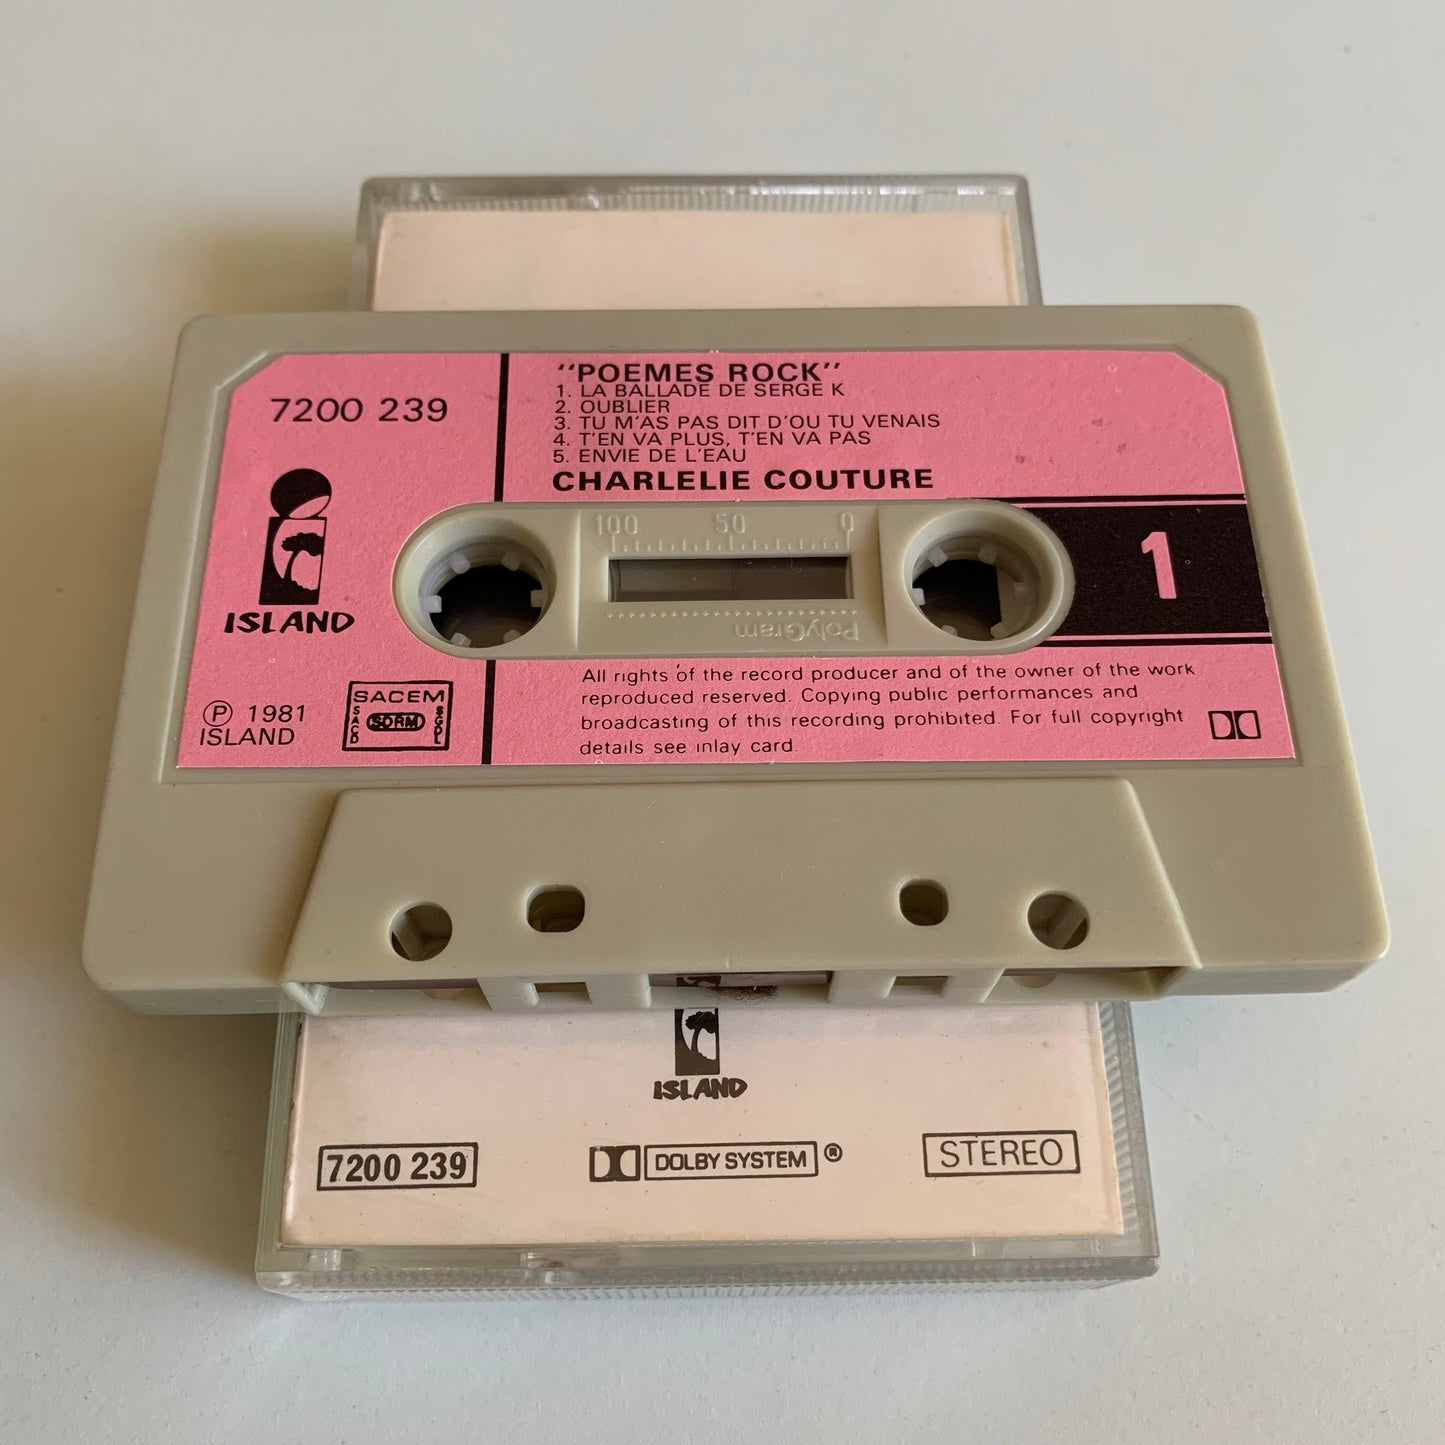 7200 239
"POEMES ROCK"
1. LA BALLADE DE SERGE K
2. OUBLIER
3. TU M'AS PAS DIT D'OU TU VENAIS
4. T'EN VA PLUS, T'EN VA PAS
5. ENVIE DE L'EAU
CHARLELIE COUTURE
ISLAND
100 50 0
PolyGram
1
Ⓟ 1981
ISLAND
SACEM
SACD
SDRM
SGDL
All rights of the record producer and of the owner of the work
reproduced reserved. Copying public performances and
broadcasting of this recording prohibited. For full copyright
details see inlay card.
ISLAND
7200 239
DOLBY SYSTEM ®
STEREO